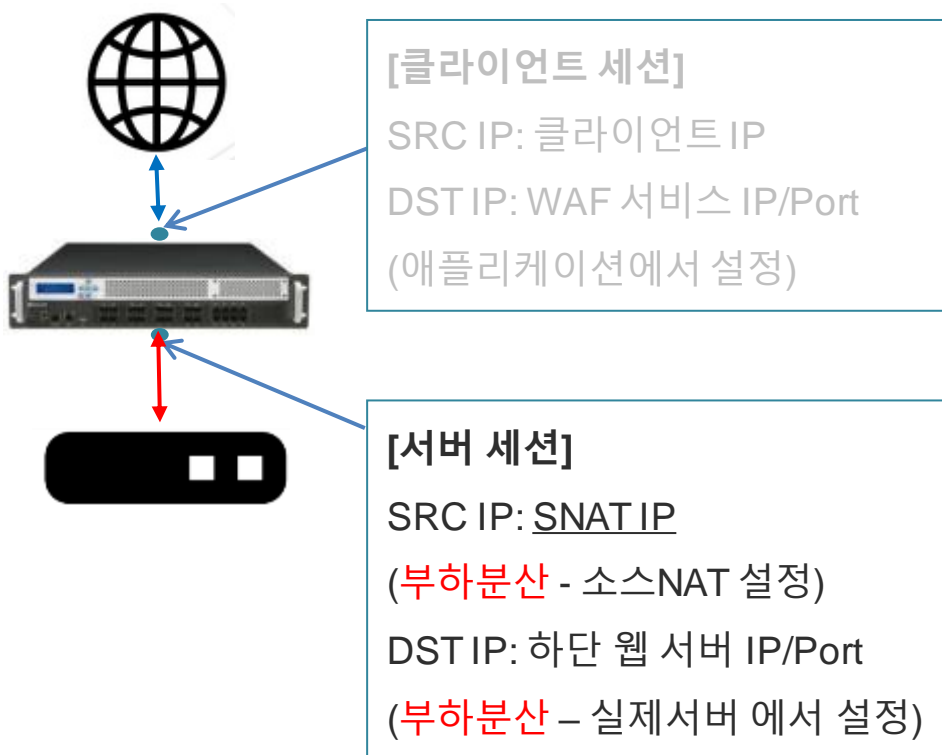 [클라이언트 세션]
SRC IP: 클라이언트 IP
DST IP: WAF 서비스 IP/Port
(애플리케이션에서 설정)
[서버 세션]
SRC IP: SNAT IP
(부하분산 - 소스NAT 설정)
DST IP: 하단 웹 서버 IP/Port
(부하분산 – 실제서버 에서 설정)